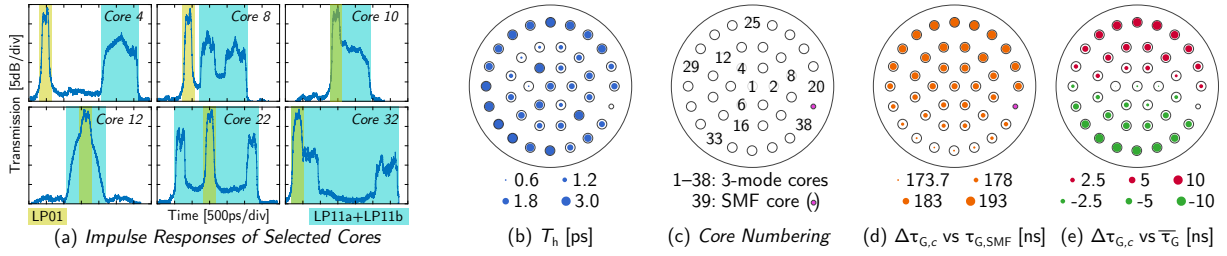 Transmission [5dB/div]
Core 4
Core 8
Core 10
Core 12
Core 22
Core 32
LP01
Time [500ps/div]
LP11a+LP11b
(a) Impulse Responses of Selected Cores
0.6
1.2
1.8
3.0
(b) Tₕ [ps]
25
12
29
4
8
1
2
20
6
33
16
38
1–38: 3-mode cores
39: SMF core ()
(c) Core Numbering
173.7
178
183
193
(d) Δτ_G,c vs τ_G,SMF [ns]
2.5
5
10
-2.5
-5
-10
(e) Δτ_G,c vs τ̅_G [ns]